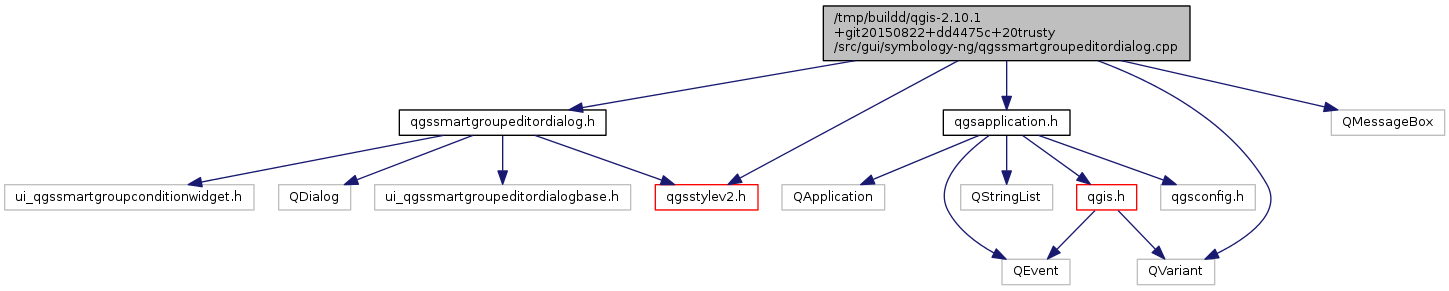 /tmp/buildd/qgis-2.10.1
+git20150822+dd4475c+20trusty
/src/gui/symbology-ng/qgssmartgroupeditordialog.cpp
qgssmartgroupeditordialog.h
qgsapplication.h
QMessageBox
ui_qgssmartgroupconditionwidget.h
QDialog
ui_qgssmartgroupeditordialogbase.h
qgsstylev2.h
QApplication
QStringList
qgis.h
qgsconfig.h
QEvent
QVariant